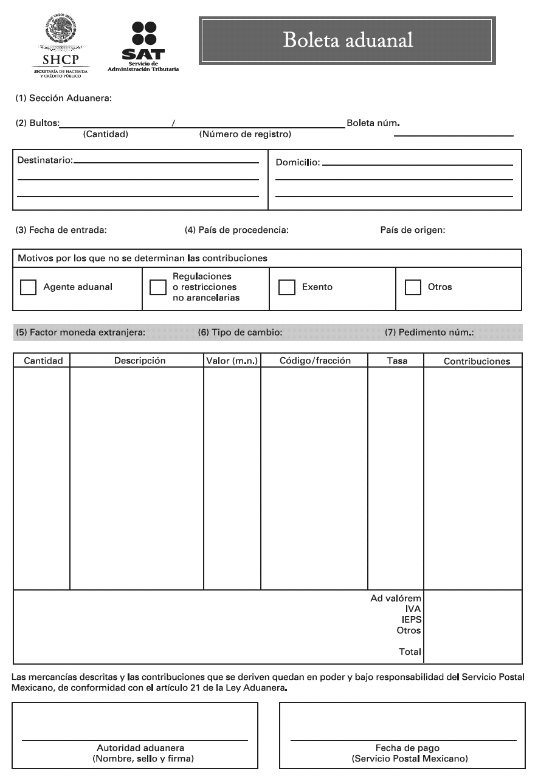 SHCP
SECRETARÍA DE HACIENDA
Y CRÉDITO PÚBLICO
SAT
Servicio de
Administración Tributaria
Boleta aduanal
(1) Sección Aduanera:
(2) Bultos: / Boleta núm.
(Cantidad) (Número de registro)
Destinatario: Domicilio:
(3) Fecha de entrada: (4) País de procedencia: País de origen:
Motivos por los que no se determinan las contribuciones
Agente aduanal
Regulaciones
o restricciones
no arancelarias
Exento
Otros
(5) Factor moneda extranjera: (6) Tipo de cambio: (7) Pedimento núm.:
Cantidad Descripción Valor (m.n.) Código/fracción Tasa Contribuciones
Ad valórem
IVA
IEPS
Otros
Total
Las mercancías descritas y las contribuciones que se deriven quedan en poder y bajo responsabilidad del Servicio Postal
Mexicano, de conformidad con el artículo 21 de la Ley Aduanera.
Autoridad aduanera
(Nombre, sello y firma)
Fecha de pago
(Servicio Postal Mexicano)